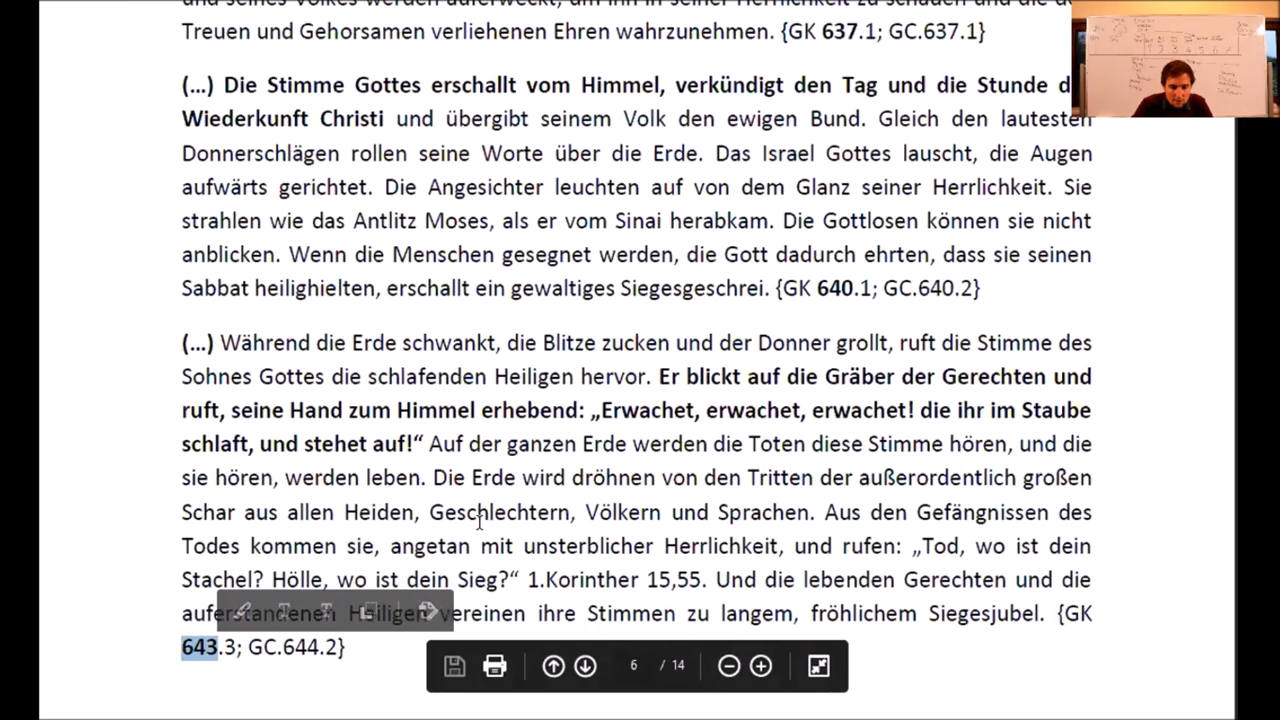 Treuen und Gehorsamen verliehenen Ehren wahrzunehmen. {GK 637.1; GC.637.1}
(...) Die Stimme Gottes erschallt vom Himmel, verkündigt den Tag und die Stunde
Wiederkunft Christi und übergibt seinem Volk den ewigen Bund. Gleich den lautesten
Donnerschlägen rollen seine Worte über die Erde. Das Israel Gottes lauscht, die Augen
aufwärts gerichtet. Die Angesichter leuchten auf von dem Glanz seiner Herrlichkeit. Sie
strahlen wie das Antlitz Moses, als er vom Sinai herabkam. Die Gottlosen können sie nicht
anblicken. Wenn die Menschen gesegnet werden, die Gott dadurch ehrten, dass sie seinen
Sabbat heilighielten, erschallt ein gewaltiges Siegesgeschrei. {GK 640.1; GC.640.2}
(...) Während die Erde schwankt, die Blitze zucken und der Donner grollt, ruft die Stimme des
Sohnes Gottes die schlafenden Heiligen hervor. Er blickt auf die Gräber der Gerechten und
ruft, seine Hand zum Himmel erhebend: „Erwachet, erwachet, erwachet! die ihr im Staube
schlaft, und stehet auf!“ Auf der ganzen Erde werden die Toten diese Stimme hören, und die
sie hören, werden leben. Die Erde wird dröhnen von den Tritten der außerordentlich großen
Schar aus allen Heiden, Geschlechtern, Völkern und Sprachen. Aus den Gefängnissen des
Todes kommen sie, angetan mit unsterblicher Herrlichkeit, und rufen: „Tod, wo ist dein
Stachel? Hölle, wo ist dein Sieg?“ 1.Korinther 15,55. Und die lebenden Gerechten und die
auferstandenen Heiligen vereinen ihre Stimmen zu langem, fröhlichem Siegesjubel. {GK
643.3; GC.644.2}
6 / 14